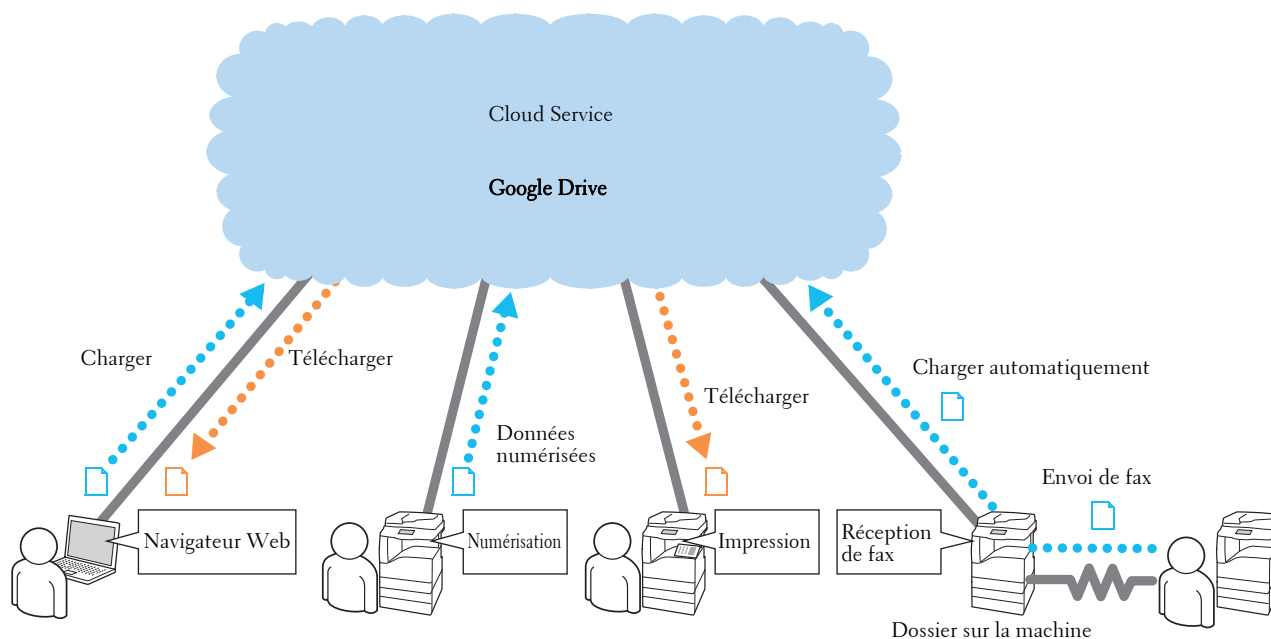 Cloud Service
Google Drive
Charger
Télécharger
Données
numérisées
Télécharger
Charger automatiquement
Envoi de fax
Navigateur Web
Numérisation
Impression
Réception
de fax
Dossier sur la machine